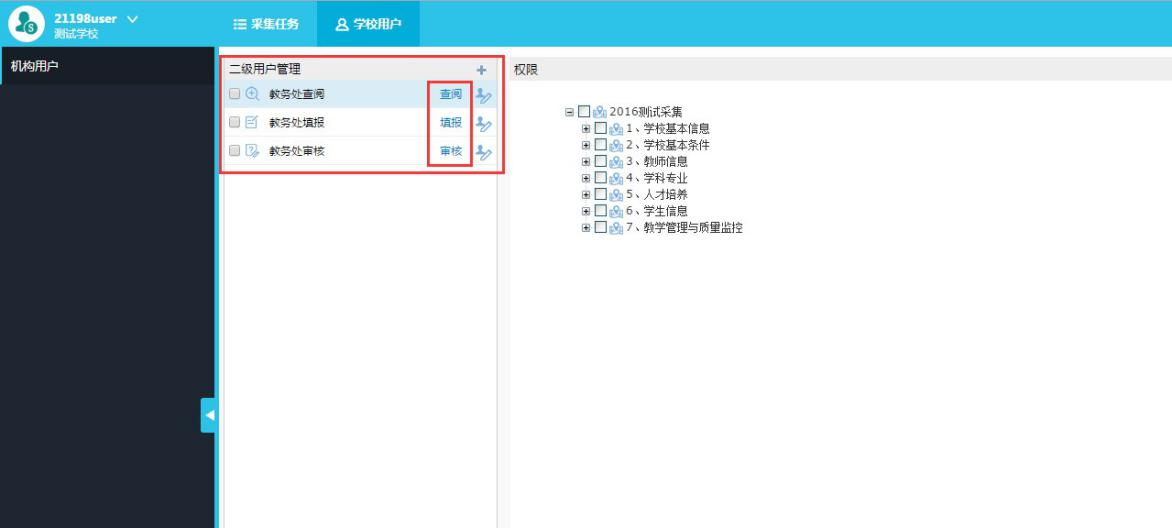 21198user
测试学校
采集任务
学校用户
机构用户
二级用户管理
教务处查阅 查阅
教务处填报 填报
教务处审核 审核
权限
2016测试采集
1、学校基本信息
2、学校基本条件
3、教师信息
4、学科专业
5、人才培养
6、学生信息
7、教学管理与质量监控